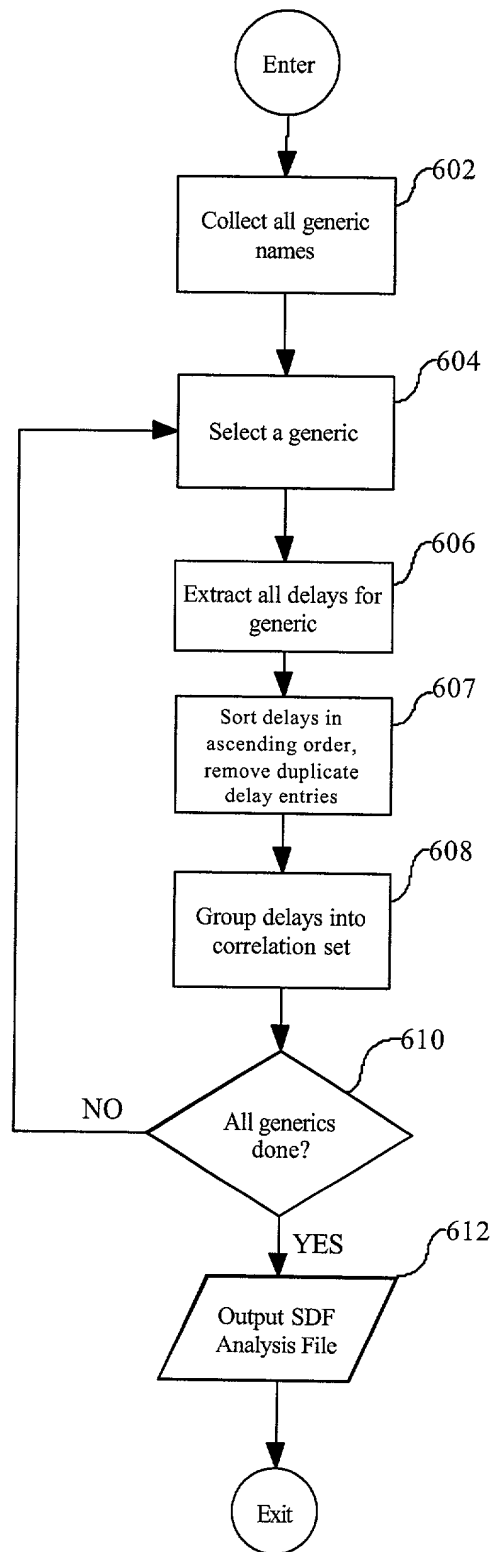 Enter
602
Collect all generic
names
604
Select a generic
606
Extract all delays for
generic
607
Sort delays in
ascending order,
remove duplicate
delay entries
608
Group delays into
correlation set
610
NO
All generics
done?
YES
612
Output SDF
Analysis File
Exit